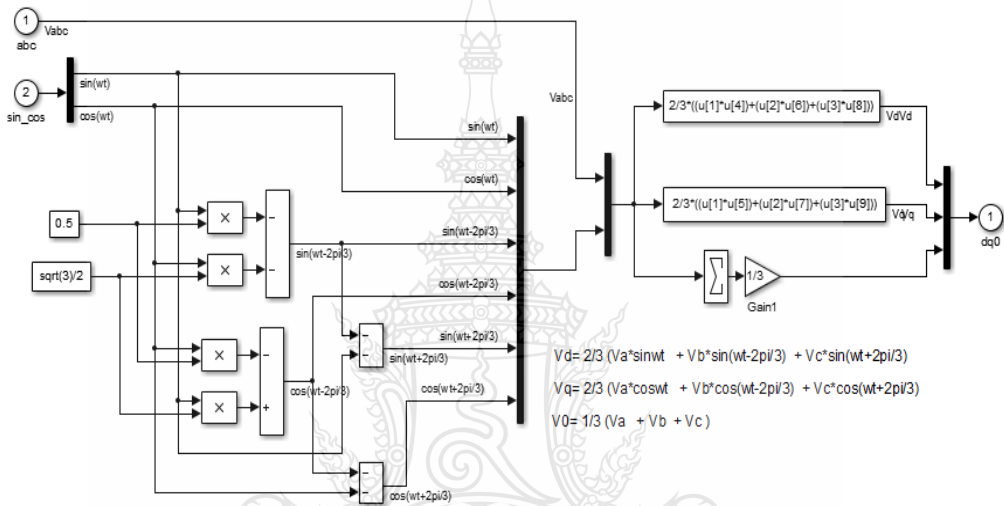 1
abc
Vabc
2
sin_cos
sin(wt)
cos(wt)
Vabc
sin(wt)
cos(wt)
sin(wt-2pi/3)
cos(wt-2pi/3)
sin(wt+2pi/3)
cos(wt+2pi/3)
0.5
sqrt(3)/2
×
-
×
-
-
-
sin(wt-2pi/3)
×
-
×
+
-
+
cos(wt-2pi/3)
-
-
sin(wt+2pi/3)
-
-
cos(wt+2pi/3)
2/3*((u[1]*u[4])+(u[2]*u[6])+(u[3]*u[8]))
VdVd
2/3*((u[1]*u[5])+(u[2]*u[7])+(u[3]*u[9]))
Σ
1/3
Gain1
1
dq0
Vd= 2/3 (Va*sinwt + Vb*sin(wt-2pi/3) + Vc*sin(wt+2pi/3)
Vq= 2/3 (Va*coswt + Vb*cos(wt-2pi/3) + Vc*cos(wt+2pi/3)
V0= 1/3 (Va + Vb + Vc )